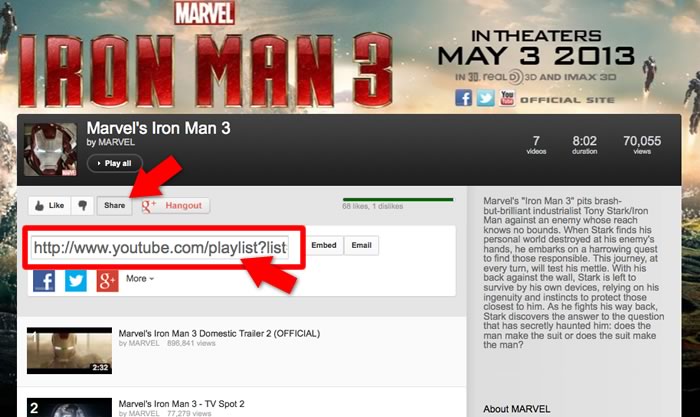 MARVEL
IRON MAN 3
IN THEATERS
MAY 3 2013
IN 3D, REAL D 3D AND IMAX 3D
You Tube OFFICIAL SITE
Marvel's Iron Man 3
by MARVEL
Play all
7 videos
8:02 duration
70,055 views
Like
Share
g+ Hangout
68 likes, 1 dislikes
http://www.youtube.com/playlist?list
Embed
Email
g+
More
Marvel's Iron Man 3 Domestic Trailer 2 (OFFICIAL)
by MARVEL 896,841 views
2:32
2
Marvel's Iron Man 3 - TV Spot 2
by MARVEL 77,279 views
Marvel's "Iron Man 3" pits brash-
but-brilliant industrialist Tony Stark/Iron
Man against an enemy whose reach
knows no bounds. When Stark finds his
personal world destroyed at his enemy's
hands, he embarks on a harrowing quest
to find those responsible. This journey, at
every turn, will test his mettle. With his
back against the wall, Stark is left to
survive by his own devices, relying on his
ingenuity and instincts to protect those
closest to him. As he fights his way back,
Stark discovers the answer to the question
that has secretly haunted him: does the
man make the suit or does the suit make
the man?
About MARVEL